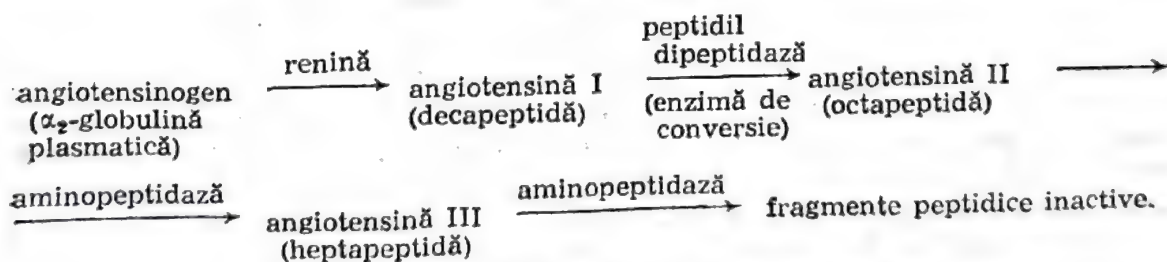 peptidil
renină dipeptidază
angiotensinogen angiotensină I angiotensină II
(α₂-globulină (decapeptidă) (enzimă de (octapeptidă)
plasmatică) conversie)
aminopeptidază aminopeptidază
angiotensină III fragmente peptidice inactive.
(heptapeptidă)